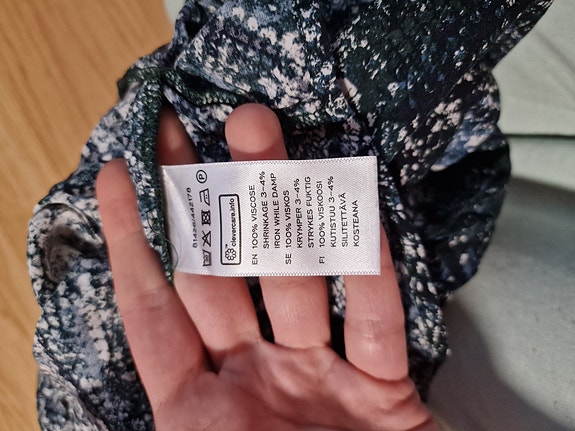 clevercare.info
EN 100% VISCOSE
SHRINKAGE 3-4%
IRON WHILE DAMP
SE 100% VISKOS
KRYMPER 3-4%
STRYKES FUKTIG
FI 100% VISKOOSI
KUTISTUU 3-4%
SILITETTÄVÄ
KOSTEANA